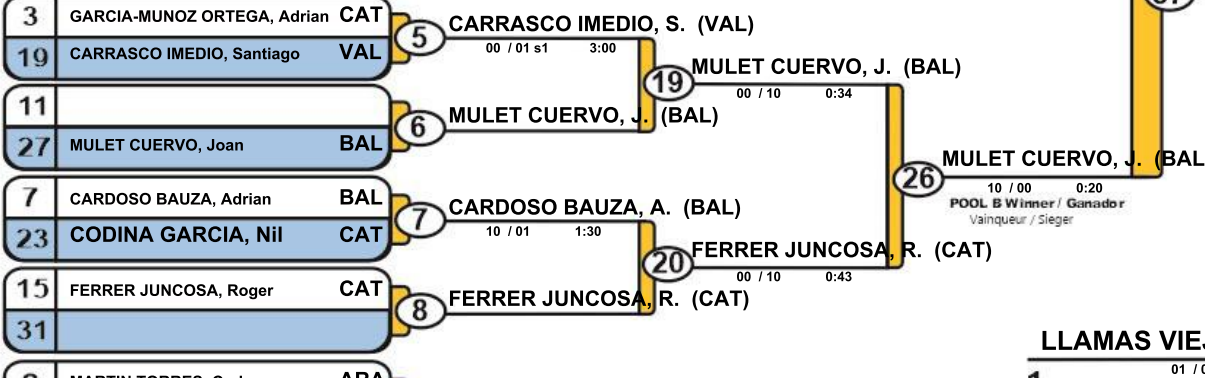 3 GARCIA-MUNOZ ORTEGA, Adrian CAT
19 CARRASCO IMEDIO, Santiago VAL
5
CARRASCO IMEDIO, S. (VAL)
00 / 01 s1 3:00
11
27 MULET CUERVO, Joan BAL
6
MULET CUERVO, J. (BAL)
19
MULET CUERVO, J. (BAL)
00 / 10 0:34
7 CARDOSO BAUZA, Adrian BAL
23 CODINA GARCIA, Nil CAT
7
CARDOSO BAUZA, A. (BAL)
10 / 01 1:30
15 FERRER JUNCOSA, Roger CAT
31
8
FERRER JUNCOSA, R. (CAT)
20
FERRER JUNCOSA, R. (CAT)
00 / 10 0:43
26
MULET CUERVO, J. (BAL
10 / 00 0:20
POOL B Winner / Ganador
Vainqueur / Sieger
LLAMAS VIE
01 /